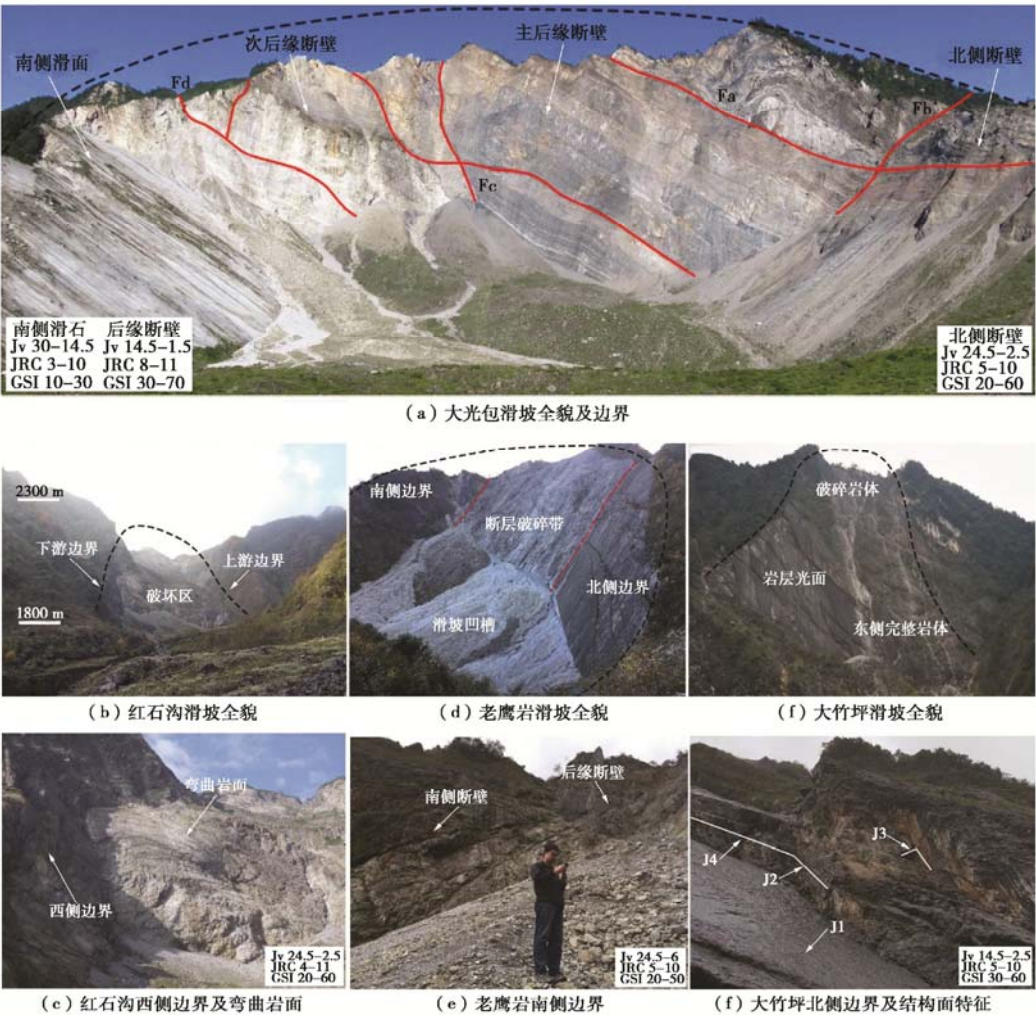 南侧滑面
次后缘断壁
主后缘断壁
北侧断壁
Fd
Fa
Fb
Fc
南侧滑石 后缘断壁
Jv 30-14.5 Jv 14.5-1.5
JRC 3-10 JRC 8-11
GSI 10-30 GSI 30-70
北侧断壁
Jv 24.5-2.5
JRC 5-10
GSI 20-60
(a) 大光包滑坡全貌及边界
2300 m
下游边界
上游边界
破坏区
1800 m
(b) 红石沟滑坡全貌
南侧边界
断层破碎带
北侧边界
滑坡凹槽
(d) 老鹰岩滑坡全貌
破碎岩体
岩层光面
东侧完整岩体
(f) 大竹坪滑坡全貌
弯曲岩面
西侧边界
Jv 24.5-2.5
JRC 4-11
GSI 20-60
(c) 红石沟西侧边界及弯曲岩面
后缘断壁
南侧断壁
Jv 24.5-6
JRC 5-10
GSI 20-50
(e) 老鹰岩南侧边界
J3
J4
J2
J1
Jv 14.5-2.5
JRC 5-10
GSI 30-60
(f) 大竹坪北侧边界及结构面特征